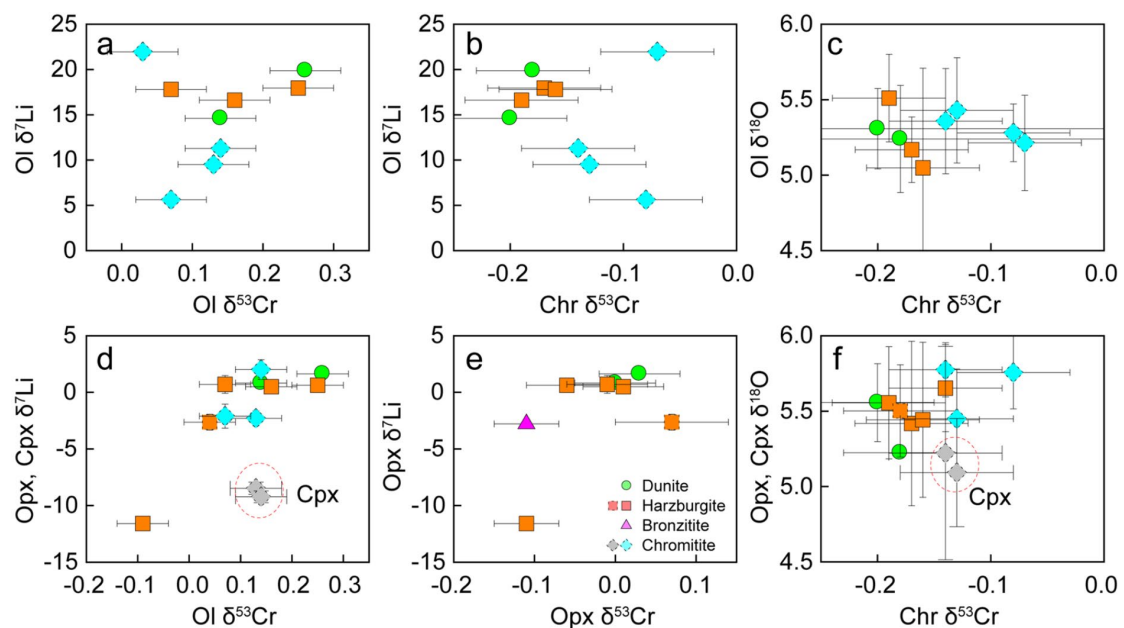 a
25
20
15
10
5
0
Ol δ⁷Li
0.0 0.1 0.2 0.3
Ol δ⁵³Cr
b
25
20
15
10
5
0
Ol δ⁷Li
-0.2 -0.1 0.0
Chr δ⁵³Cr
c
6.0
5.5
5.0
4.5
Ol δ¹⁸O
-0.2 -0.1 0.0
Chr δ⁵³Cr
d
5
0
-5
-10
-15
Opx, Cpx δ⁷Li
Cpx
-0.2 -0.1 0.0 0.1 0.2 0.3
Ol δ⁵³Cr
e
5
0
-5
-10
-15
Opx δ⁷Li
Dunite
Harzburgite
Bronzitite
Chromitite
-0.2 -0.1 0.0 0.1
Opx δ⁵³Cr
f
6.0
5.5
5.0
4.5
Opx, Cpx δ¹⁸O
Cpx
-0.2 -0.1 0.0
Chr δ⁵³Cr